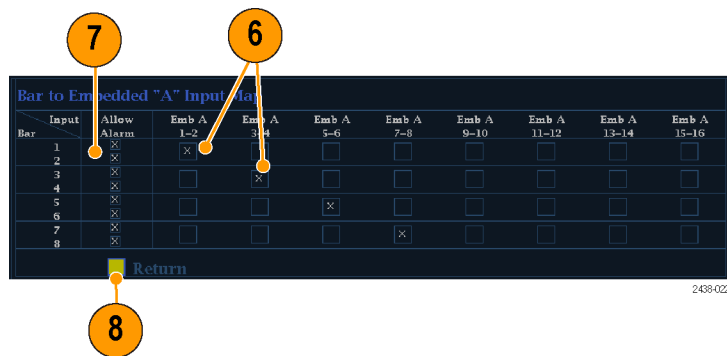 7
6
Bar to Embedded "A" Input Map
Input Allow Emb A Emb A Emb A Emb A Emb A Emb A Emb A Emb A
Bar Alarm 1–2 3–4 5–6 7–8 9–10 11–12 13–14 15–16
1 X X
2 X
3 X X
4 X
5 X X
6 X
7 X X
8 X
Return
2438-022
8